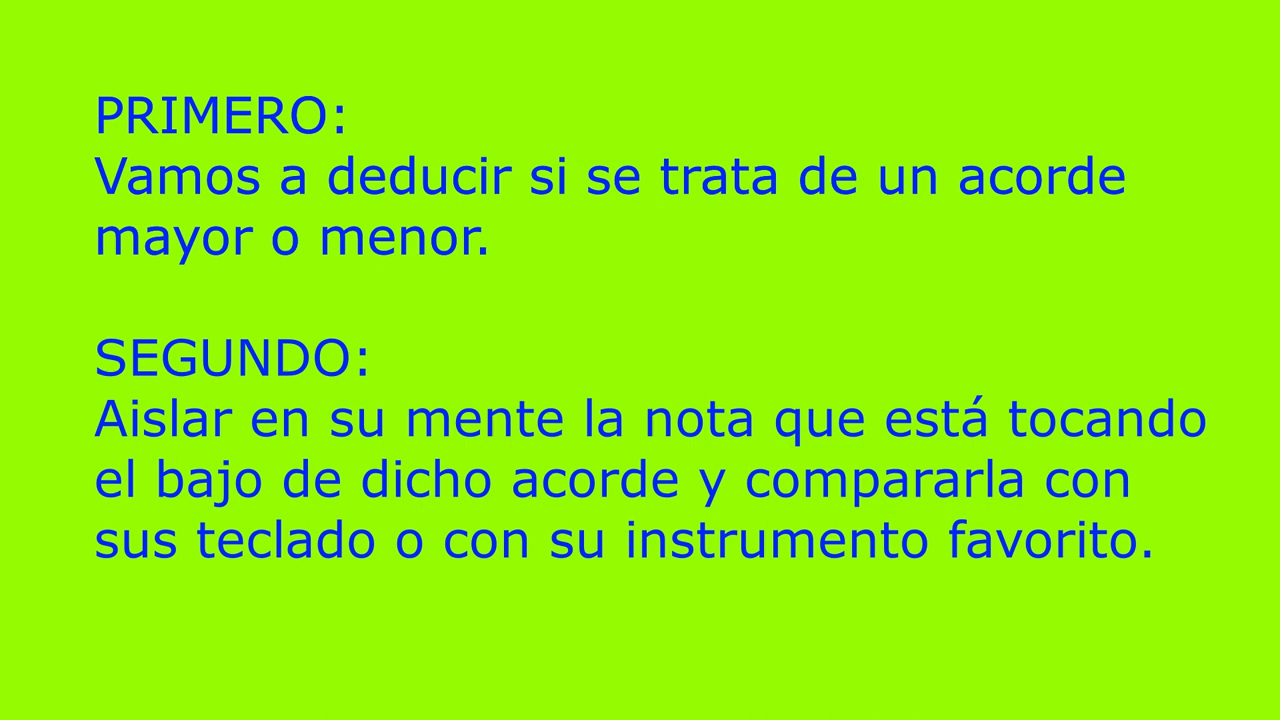 PRIMERO:
Vamos a deducir si se trata de un acorde
mayor o menor.
SEGUNDO:
Aislar en su mente la nota que está tocando
el bajo de dicho acorde y compararla con
sus teclado o con su instrumento favorito.